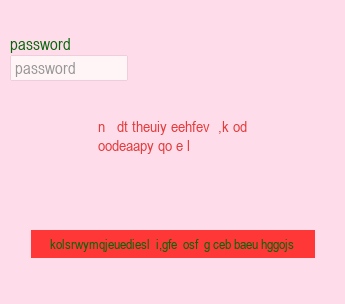 password
password
n dt theuiy eehfev ,k od
oodeaapy qo e l
kolsrwymqjeuediesl i,gfe osf g ceb baeu hggojs